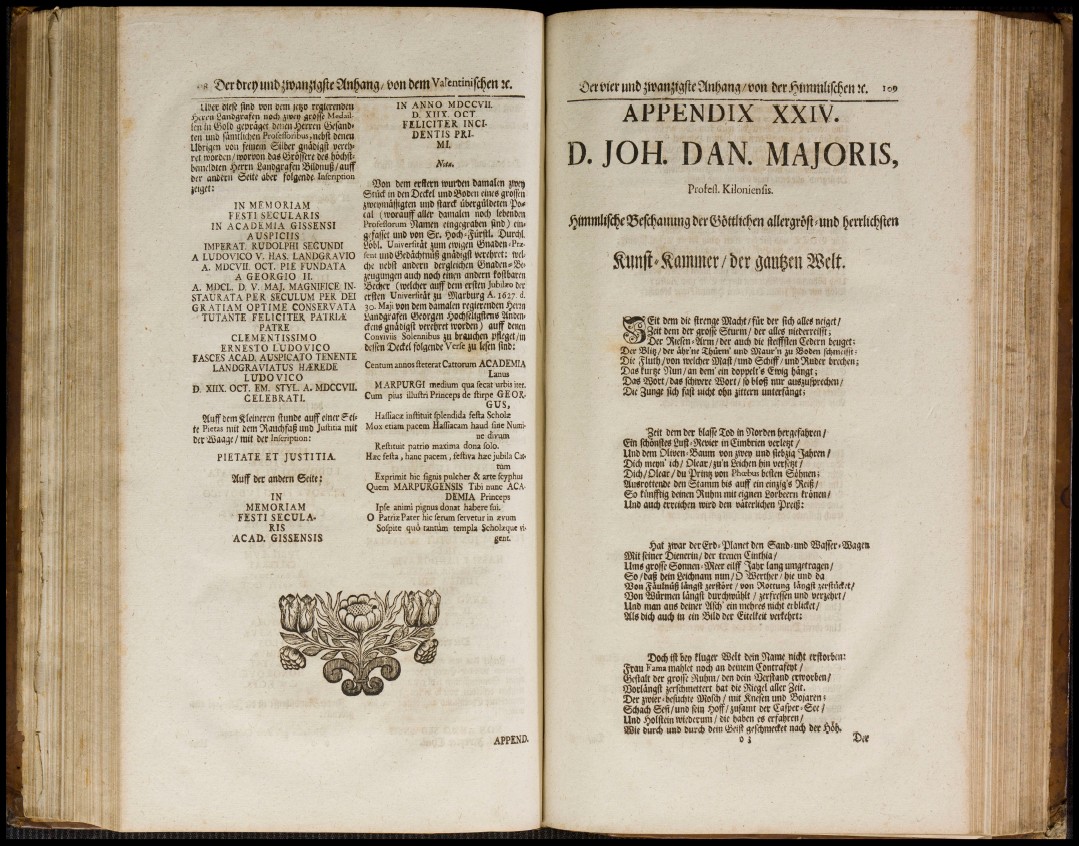 108 Der drey und zwanzigste Anhang / von dem Valentinischen ꝛc.
Über diese sind von dem jetzo regierenden
Herrn Landgrafen noch zwey grosse Medail-
len in Gold gepräget denen Herren Gesand-
ten und sämtlichen Professoribus, nebst denen
Übrigen von feinem Silber gnädigst vereh-
ret worden / worvon das Grössere des höchst-
bemeldten Herrn Landgrafen Bildnuß / auff
der andern Seite aber folgende Inscription
zeiget:
IN MEMORIAM
FESTI SECULARIS
IN ACADEMIA GISSENSI
AUSPICIIS
IMPERAT. RUDOLPHI SECUNDI
A LUDOVICO V. HAS. LANDGRAVIO
A. MDCVII. OCT. PIE FUNDATA
A GEORGIO II.
A. MDCL. D. V. MAJ. MAGNIFICE IN-
STAURATA PER SECULUM PER DEI
GRATIAM OPTIME CONSERVATA
TUTANTE FELICITER PATRIÆ
PATRE
CLEMENTISSIMO
ERNESTO LUDOVICO
FASCES ACAD. AUSPICATO TENENTE
LANDGRAVIATUS HÆREDE
LUDOVICO
D. XIIX. OCT. EM. STYL. A. MDCCVII.
CELEBRATI.
Auff dem Kleineren stunde auff einer Sei-
te Pietas mit dem Rauchfaß und Justitia mit
der Waage / mit der Inscription:
PIETATE ET JUSTITIA.
Auff der andern Seite:
IN
MEMORIAM
FESTI SECULA-
RIS
ACAD. GISSENSIS
IN ANNO MDCCVII.
D. XIIX. OCT
FELICITER INCI-
DENTIS PRI-
MI.
Nota.
Von dem erstern wurden damalen zwey
Stück in den Deckel und Boden eines grossen
zweymäßigten und starck übergüldeten Po-
cal (worauff aller damalen noch lebenden
Professorum Namen eingegraben sind) ein-
gefasset und von Sr. Hoch-Fürstl. Durchl.
Löbl. Universität zum ewigen Gnaden-Præ-
sent und Gedächtnüß gnädigst verehret: wel-
che nebst andern dergleichen Gnaden-Be-
zeugungen auch noch einen andern kostbaren
Becher (welcher auff dem ersten Jubilæo der
ersten Universität zu Marburg A. 1627. d.
30. Maji von dem damalen regierenden Herrn
Landgrafen Georgen Hochseeligstens Anden-
ckens gnädigst verehret worden) auff denen
Conviviis Solennibus zu brauchen pfleget / in
dessen Deckel folgende Verse zu lesen sind:
Centum annos steterat Cattorum ACADEMIA
Lanus
MARPURGI medium qua secat urbis iter.
Cum pius illustri Princeps de stirpe GEOR-
GUS,
Hassiacæ instituit splendida festa Scholæ
Mox etiam pacem Hassiacam haud sine Numi-
ne divum
Restituit patrio maxima dona solo.
Hæc festa, hanc pacem, festiva hæc jubila Cat-
tum
Exprimit hic signis pulcher & arte scyphus
Quem MARPURGENSIS Tibi nunc ACA-
DEMIA Princeps
Ipse animi pignus donat habere sui.
O Patriæ Pater hic serum servetur in ævum
Sospite quò tantùm templa Scholæque vi-
gent.
APPEND.
Der vier und zwanzigste Anhang / von der Himmlischen ꝛc. 109
APPENDIX XXIV.
D. JOH. DAN. MAJORIS,
Profess. Kiloniensis.
Himmlische Beschauung der Göttlichen allergröst- und herrlichsten
Kunst-Kammer / der gantzen Welt.
Seit dem die strenge Macht / für der sich alles neiget /
Zeit dem der grosse Sturm / der alles niederreisst;
Der Riesen-Arm / der auch die steiffsten Cedern beuget:
Der Blitz / der ähr'ne Thürn' und Maur'n zu Boden schmeisst:
Die Fluth / von welcher Mast / und Schiff / und Ruder brechen;
Das kurtze Nun / an dem' ein doppelt's Ewig hängt;
Das Wort / das schwere Wort / so bloß nur auszusprechen /
Die Zunge sich fast nicht ohn zittern unterfängt;
Zeit dem der blasse Tod in Norden hergefahren /
Ein schönstes Lust-Revier in Cimbrien verletzt /
Und dem Oliven-Baum von zwey und siebzig Jahren /
Dich meyn' ich / Olear / zu'n Leichen hin versetzt /
Dich / Olear / du Printz von Phœbus besten Söhnen;
Ausrottende den Stamm bis auff ein einzig's Reiß /
So künfftig deinen Ruhm mit eignen Lorbeern krönen /
Und auch erreichen wird den väterlichen Preiß:
Hat zwar der Erd-Planet den Sand- und Wasser-Wagen
Mit seiner Dienerin / der treuen Cinthia /
Ums grosse Sonnen-Meer eilff Jahr lang umgetragen /
So / daß dein Leichnam nun / O Werther / hie und da
Von Fäulnüß längst zerstört / von Rottung längst zerstücket /
Von Würmen längst durchwühlt / zerfressen und verzehrt /
Und man aus deiner Asch' ein mehres nicht erblicket /
Als dich auch in ein Bild der Eitelkeit verkehrt:
Doch ist bey kluger Welt dein Name nicht erstorben:
Frau Fama mahlet noch an deinem Contrafeyt /
Gestalt der grosse Ruhm / den dein Verstand erworben /
Vorlängst zerschmettert hat die Riegel aller Zeit.
Der zwier-besuchte Mosch / mit Knesen und Bojaren:
Schach Sefi / und sein Hoff / zusamt der Casper-See /
Und Holstein wiederum / die haben es erfahren /
Wie durch und durch dein Geist geschmecket nach der Höh.
o 3
Der